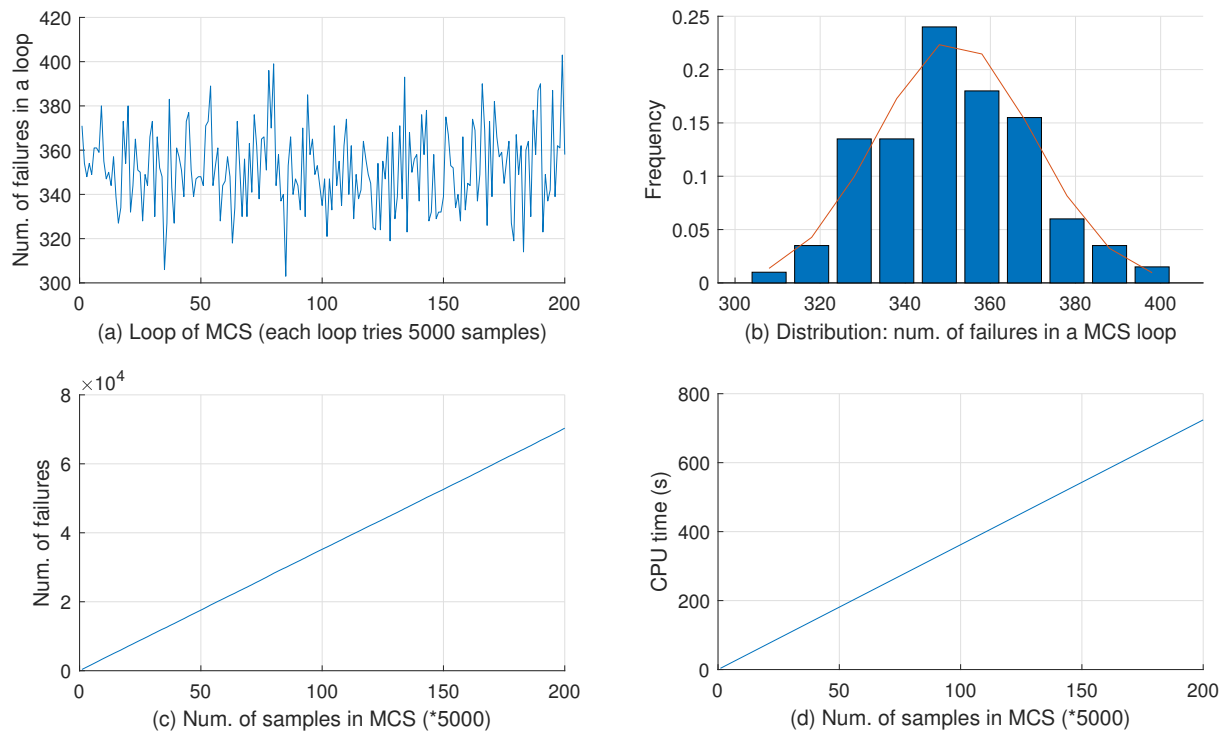 420
400
380
360
340
320
300
Num. of failures in a loop
0 50 100 150 200
(a) Loop of MCS (each loop tries 5000 samples)
0.25
0.2
0.15
0.1
0.05
0
Frequency
300 320 340 360 380 400
(b) Distribution: num. of failures in a MCS loop
×10⁴
8
6
4
2
0
Num. of failures
0 50 100 150 200
(c) Num. of samples in MCS (*5000)
800
600
400
200
0
CPU time (s)
0 50 100 150 200
(d) Num. of samples in MCS (*5000)